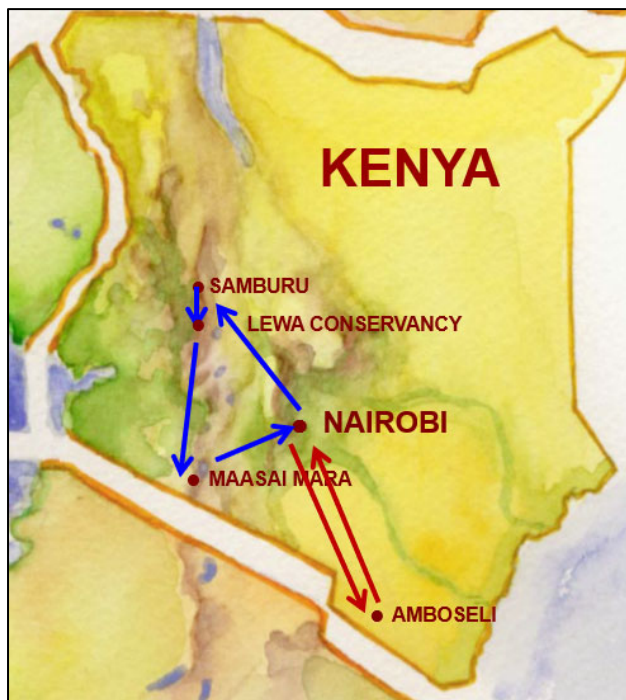 KENYA
SAMBURU
LEWA CONSERVANCY
NAIROBI
MAASAI MARA
AMBOSELI